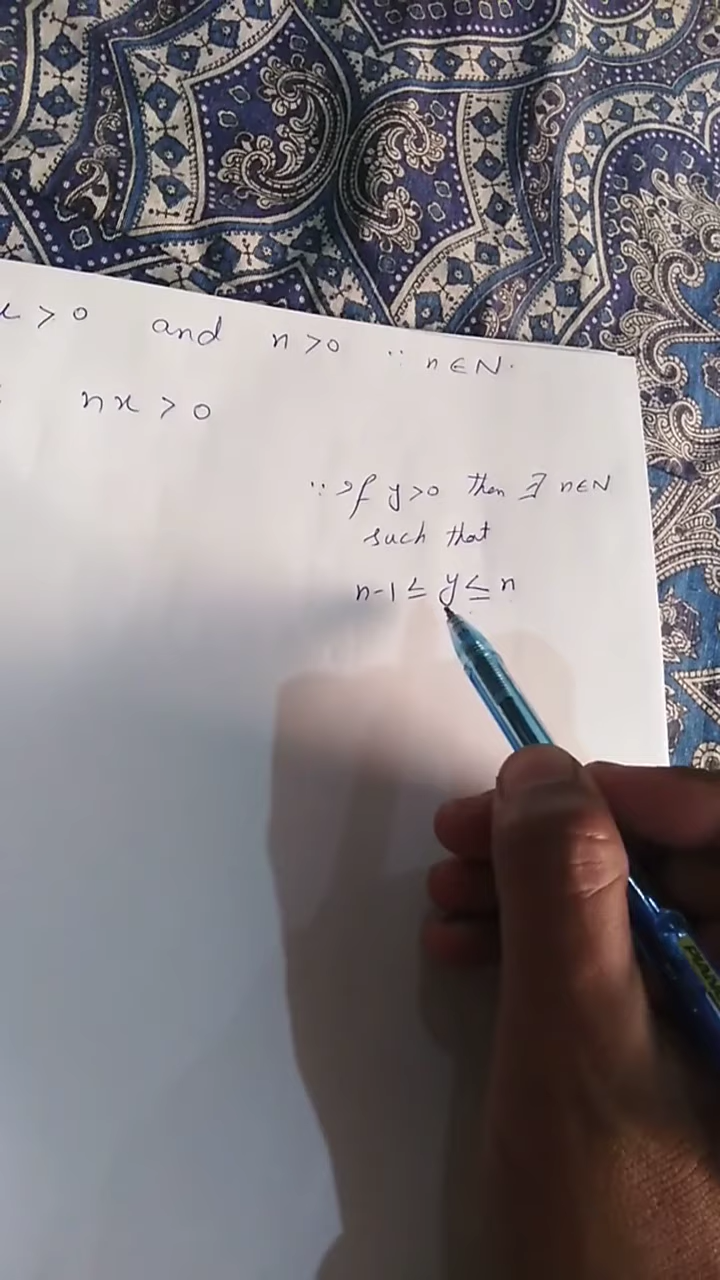 x > 0 and n > 0 ∵ n ∈ N.
nx > 0
∵ If y > 0 then ∃ n ∈ N
such that
n-1 ≤ y ≤ n